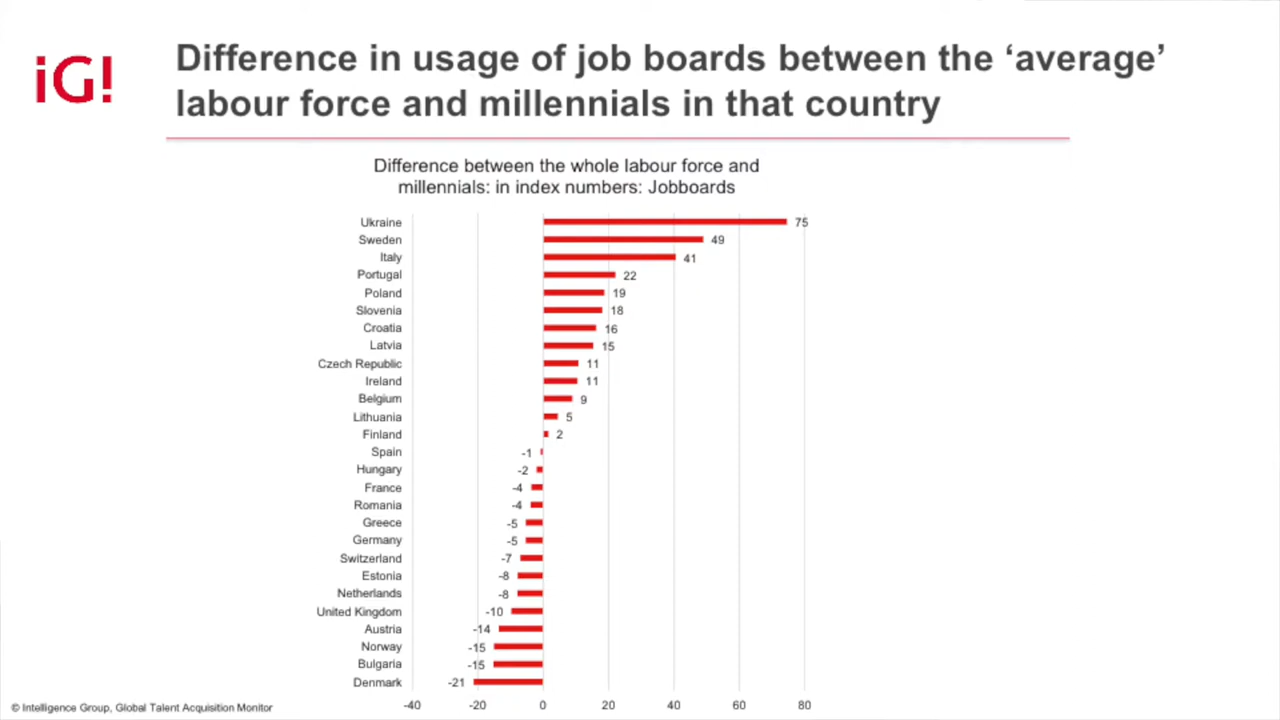 iG!
Difference in usage of job boards between the ‘average’
labour force and millennials in that country
Difference between the whole labour force and
millennials: in index numbers: Jobboards
Ukraine 75
Sweden 49
Italy 41
Portugal 22
Poland 19
Slovenia 18
Croatia 16
Latvia 15
Czech Republic 11
Ireland 11
Belgium 9
Lithuania 5
Finland 2
Spain -1
Hungary -2
France -4
Romania -4
Greece -5
Germany -5
Switzerland -7
Estonia -8
Netherlands -8
United Kingdom -10
Austria -14
Norway -15
Bulgaria -15
Denmark -21
-40 -20 0 20 40 60 80
© Intelligence Group, Global Talent Acquisition Monitor